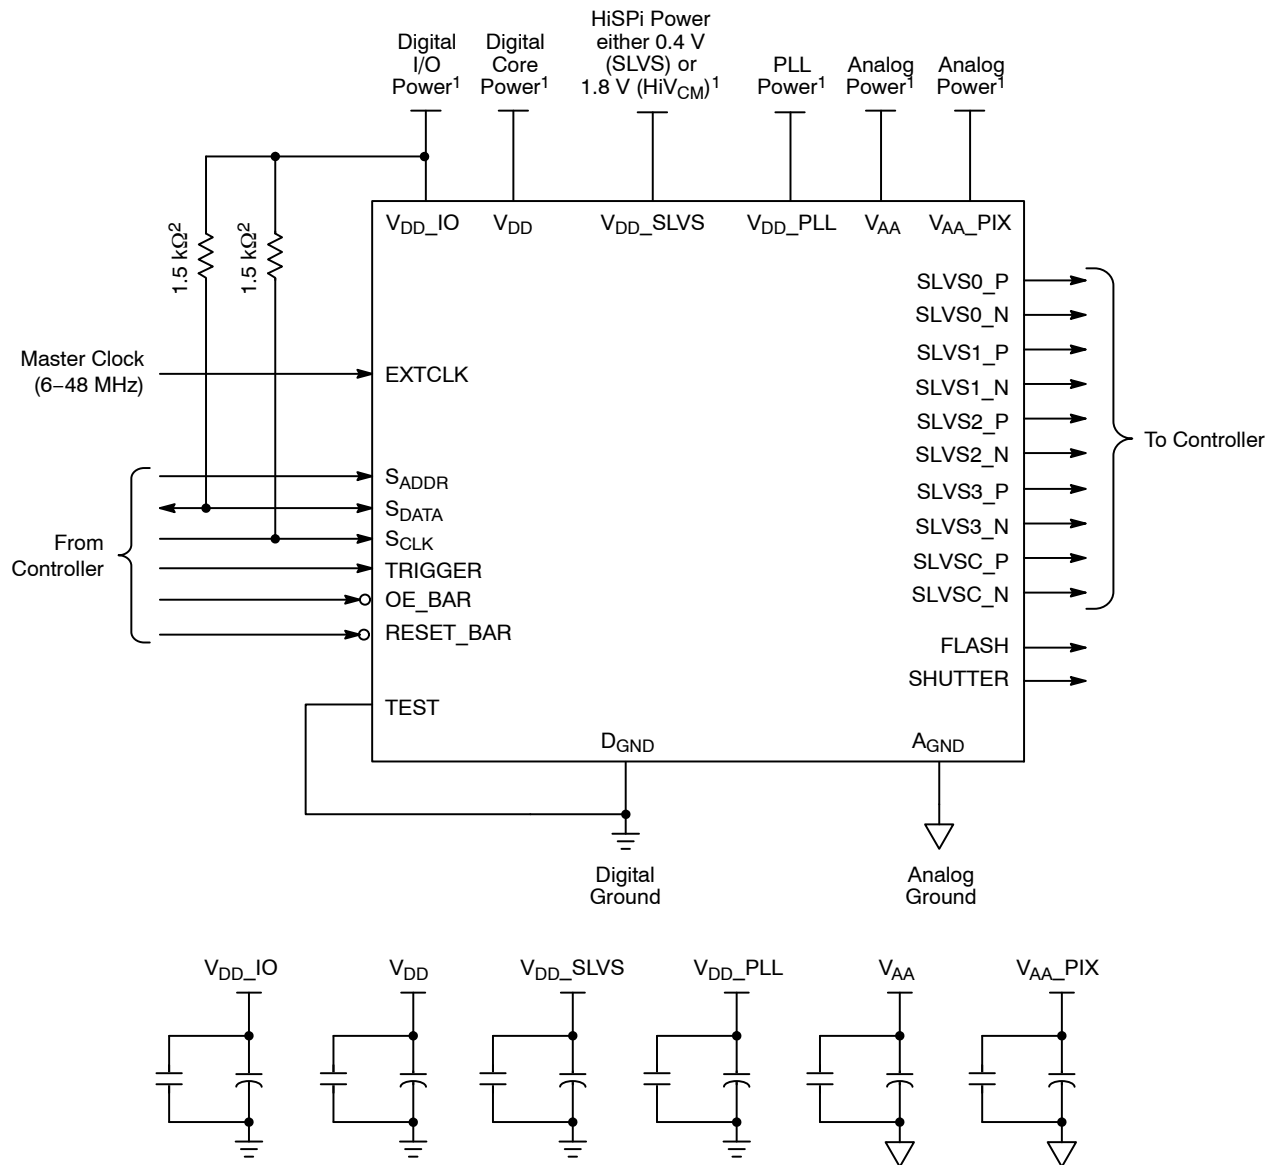 Digital
I/O
Power1
Digital
Core
Power1
HiSPi Power
either 0.4 V
(SLVS) or
1.8 V (HiVCM)1
PLL
Power1
Analog
Power1
Analog
Power1
VDD_IO
VDD
VDD_SLVS
VDD_PLL
VAA
VAA_PIX
1.5 kΩ2
1.5 kΩ2
Master Clock
(6–48 MHz)
EXTCLK
From
Controller
SADDR
SDATA
SCLK
TRIGGER
OE_BAR
RESET_BAR
TEST
SLVS0_P
SLVS0_N
SLVS1_P
SLVS1_N
SLVS2_P
SLVS2_N
SLVS3_P
SLVS3_N
SLVSC_P
SLVSC_N
To Controller
FLASH
SHUTTER
DGND
AGND
Digital
Ground
Analog
Ground
VDD_IO
VDD
VDD_SLVS
VDD_PLL
VAA
VAA_PIX